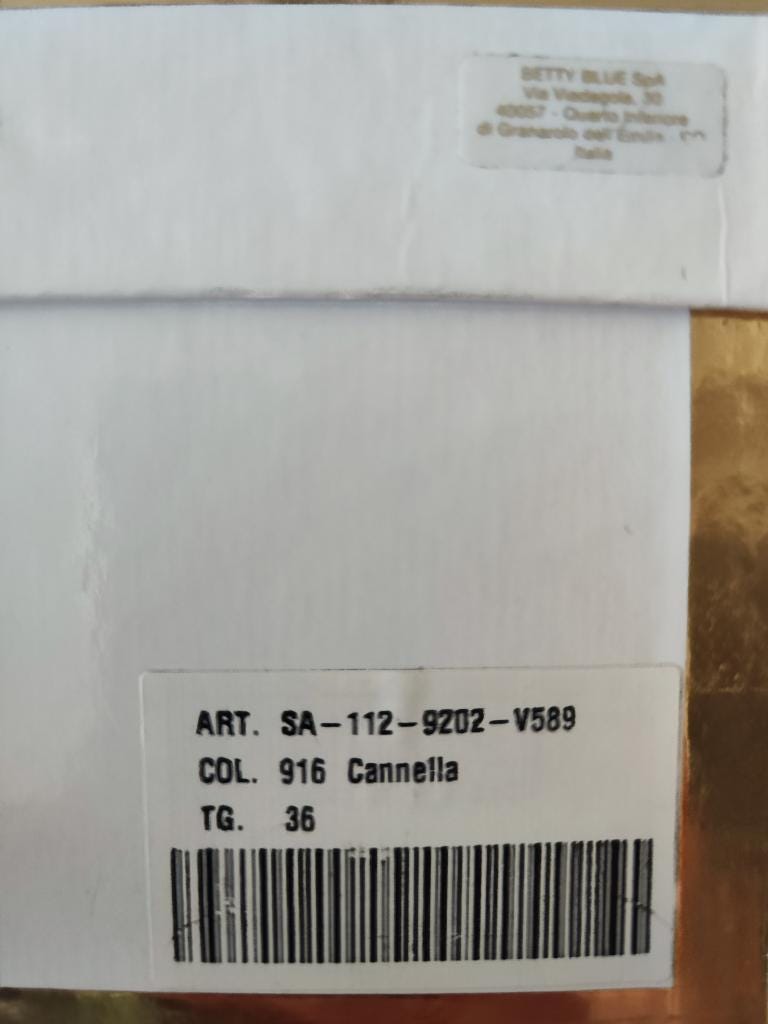 BETTY BLUE SpA
Via Viadagola, 30
40057 - Quarto Inferiore
di Granarolo dell'Emilia
Italia
ART. SA-112-9202-V589
COL. 916 Cannella
TG. 36